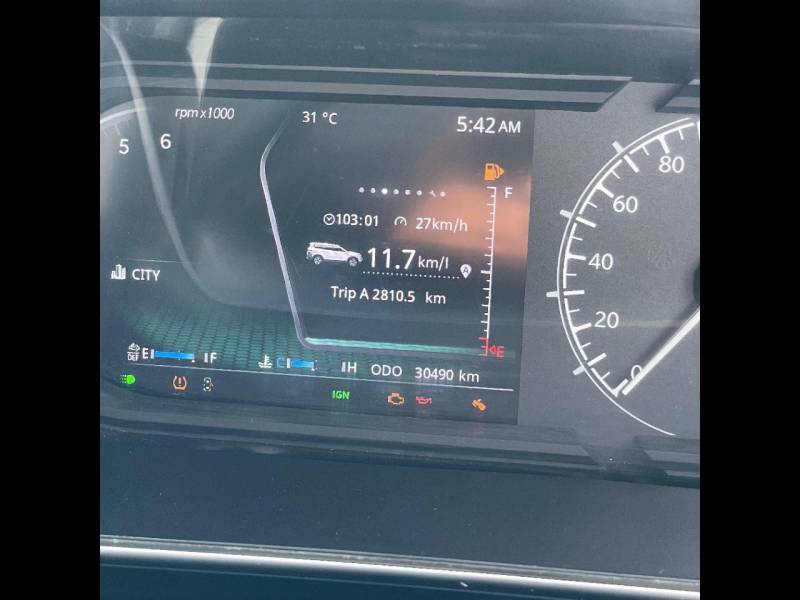 rpm x1000
31 °C
5:42 AM
5 6
F
103:01 27km/h
11.7 km/l
A
Trip A 2810.5 km
CITY
E
DEF E F
C H
ODO 30490 km
IGN
80
60
40
20
0